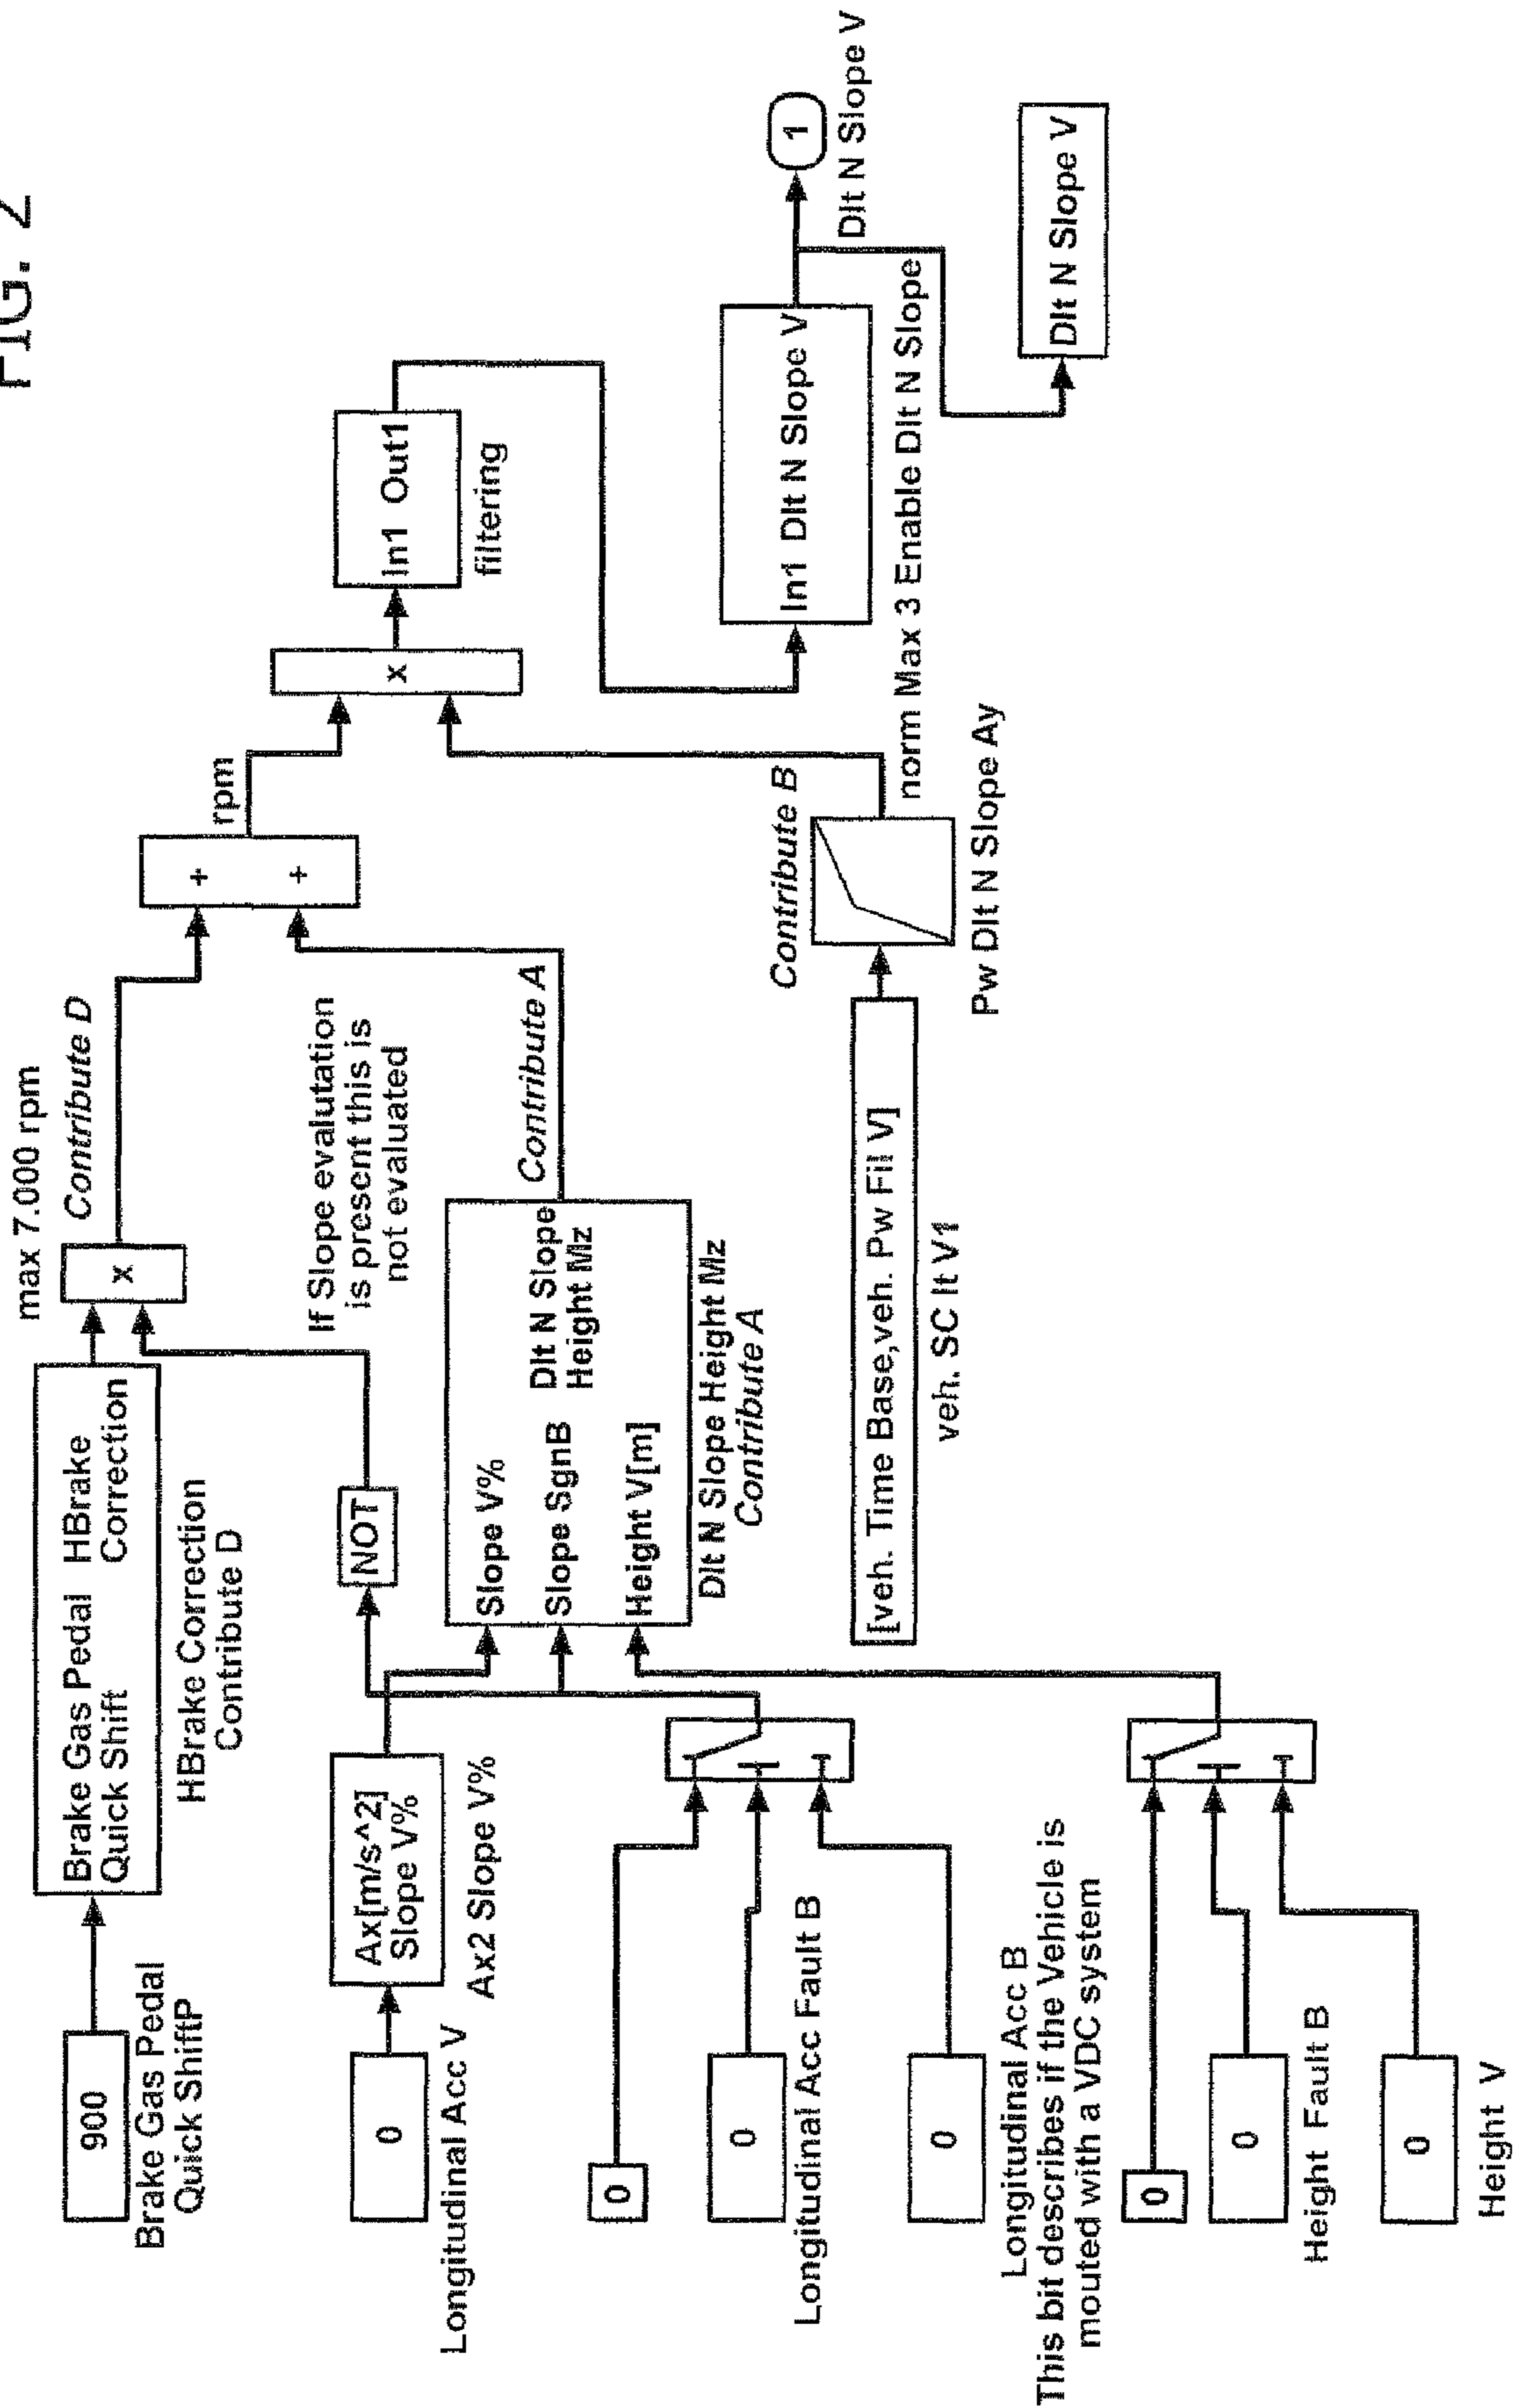 FIG. 2
900
Brake Gas Pedal
Quick ShiftP
Brake Gas Pedal HBrake
Quick Shift Correction
HBrake Correction
Contribute D
max 7.000 rpm
x
Contribute D
0
Longitudinal Acc V
Ax[m/s^2]
Slope V%
Ax2 Slope V%
NOT
If Slope evalutation
is present this is
not evaluated
+
+
rpm
x
In1 Out1
filtering
0
0
Longitudinal Acc Fault B
0
Longitudinal Acc B
This bit describes if the Vehicle is
mouted with a VDC system
Slope V%
Slope SgnB
Height V[m]
Dlt N Slope
Height Mz
Dlt N Slope Height Mz
Contribute A
Contribute A
0
0
Height Fault B
0
Height V
[veh. Time Base,veh. Pw Fil V]
veh. SC It V1
Contribute B
Pw Dlt N Slope Ay
In1 Dlt N Slope V
norm Max 3 Enable Dlt N Slope
1
Dlt N Slope V
Dlt N Slope V